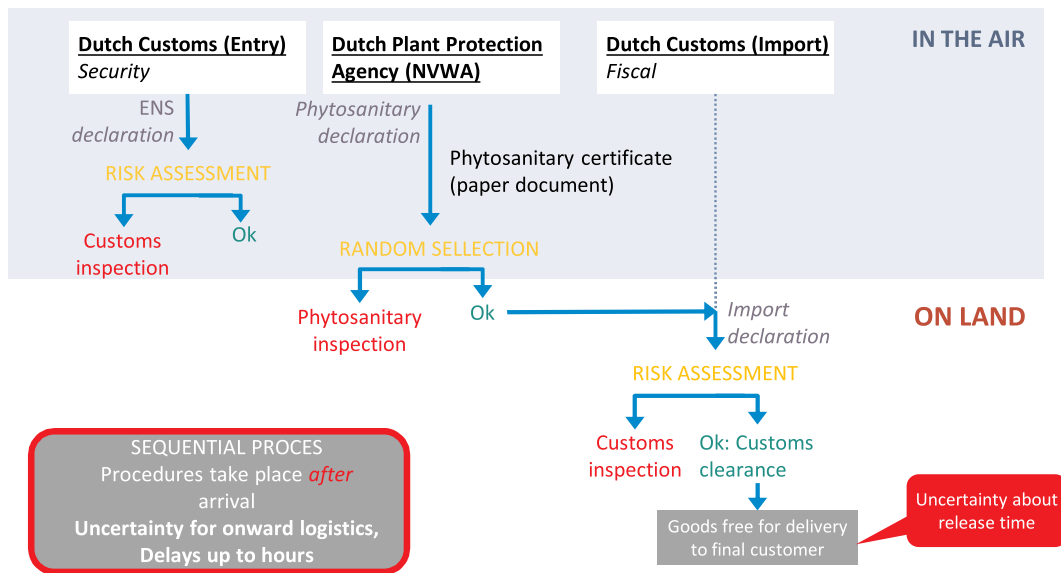 Dutch Customs (Entry)
Security
Dutch Plant Protection
Agency (NVWA)
Dutch Customs (Import)
Fiscal
IN THE AIR
ENS
declaration
Phytosanitary
declaration
Phytosanitary certificate
(paper document)
RISK ASSESSMENT
Ok
Customs
inspection
RANDOM SELLECTION
Phytosanitary
inspection
Ok
Import
declaration
ON LAND
RISK ASSESSMENT
Customs
inspection
Ok: Customs
clearance
SEQUENTIAL PROCES
Procedures take place after
arrival
Uncertainty for onward logistics,
Delays up to hours
Goods free for delivery
to final customer
Uncertainty about
release time